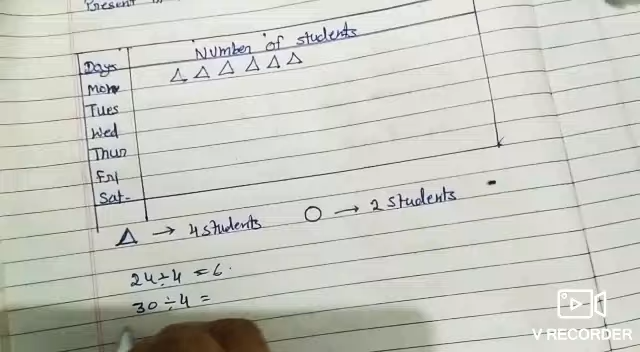 Present
Days Number of students
Mon △ △ △ △ △ △
Tues
Wed
Thur
Fri
Sat-
△ → 4 students ○ → 2 students -
24 ÷ 4 = 6.
30 ÷ 4 =
V RECORDER